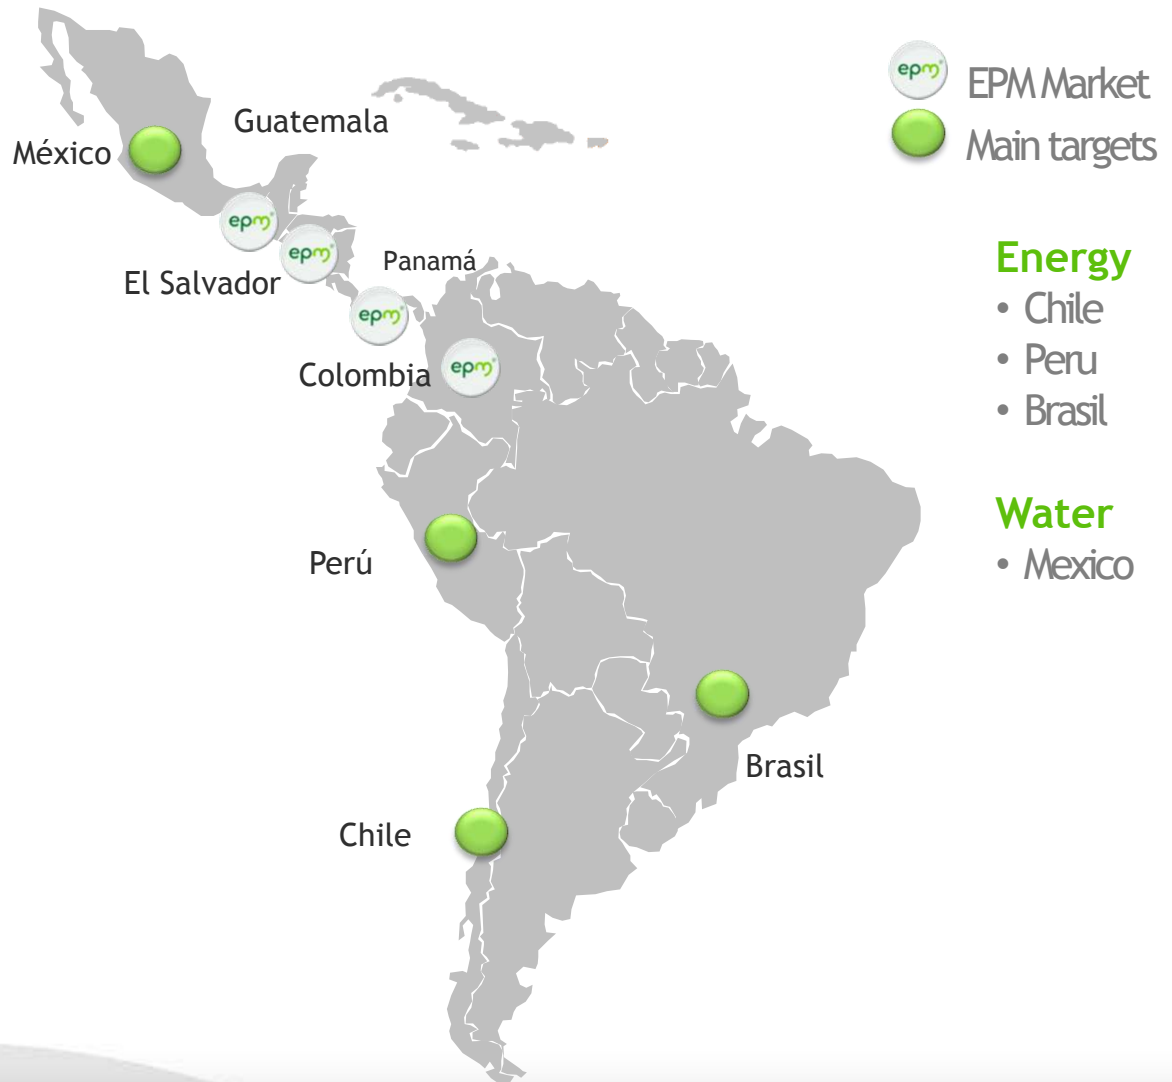 epm®
EPM Market
Main targets
Guatemala
México
epm®
epm®
El Salvador
Panamá
epm®
Colombia
epm®
Energy
• Chile
• Peru
• Brasil
Water
• Mexico
Perú
Brasil
Chile